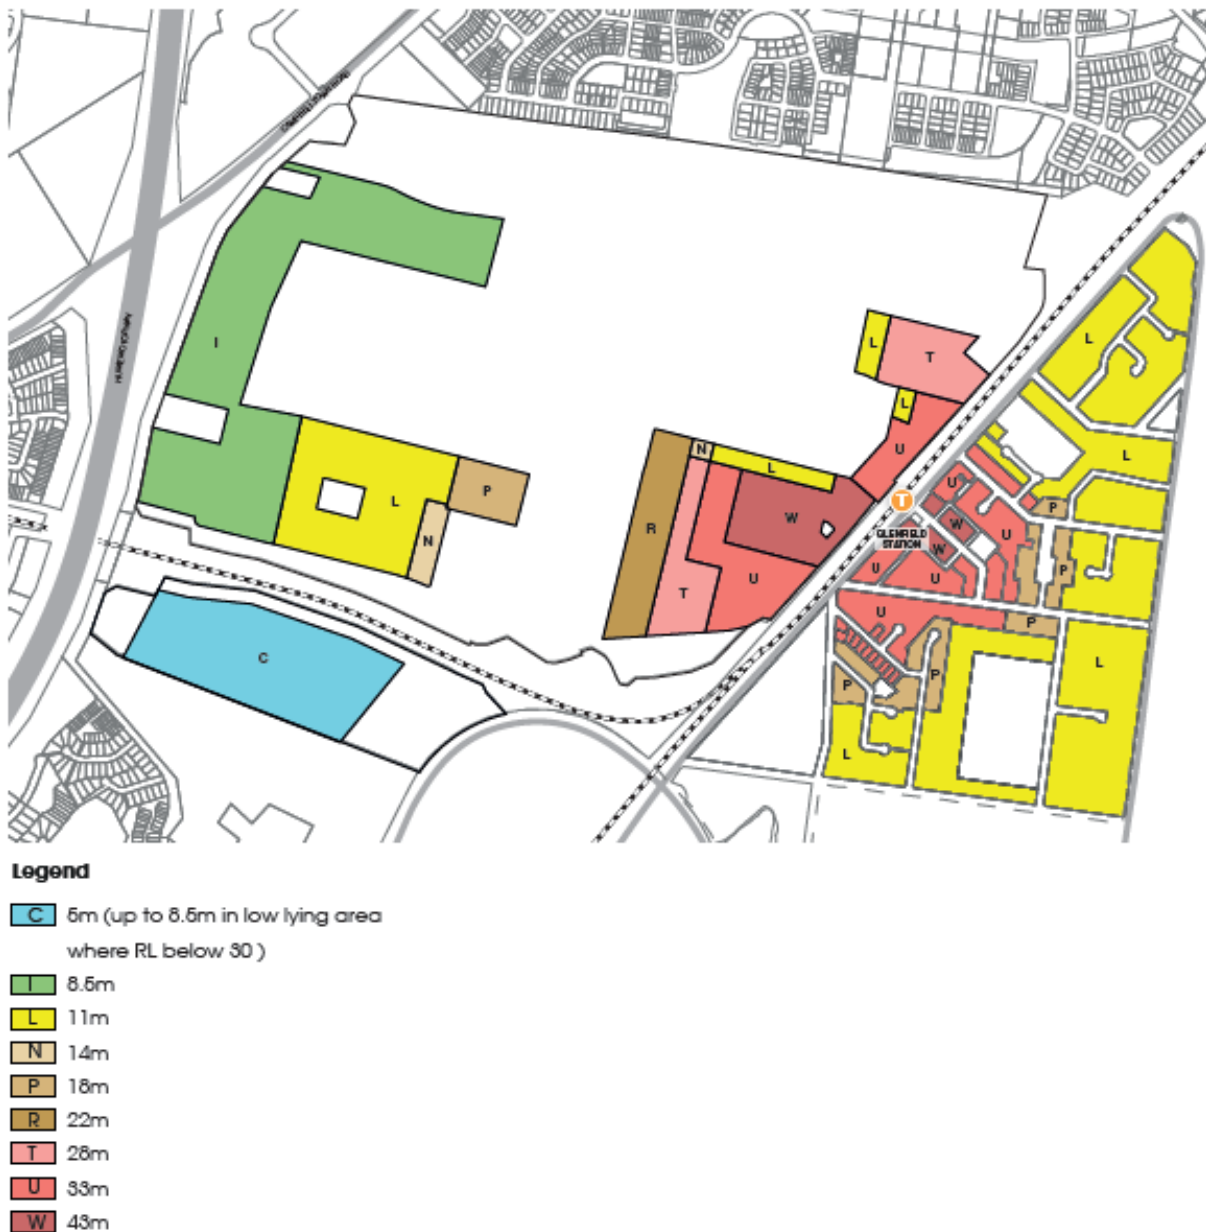 I
L
P
N
C
R
N
L
T
U
W
L
T
L
U
T
GLENFIELD
STATION
U
W
W
U
U
U
P
P
L
L
U
P
P
P
L
L
Legend
C 5m (up to 8.5m in low lying area
where RL below 30 )
I 8.5m
L 11m
N 14m
P 18m
R 22m
T 28m
U 33m
W 43m